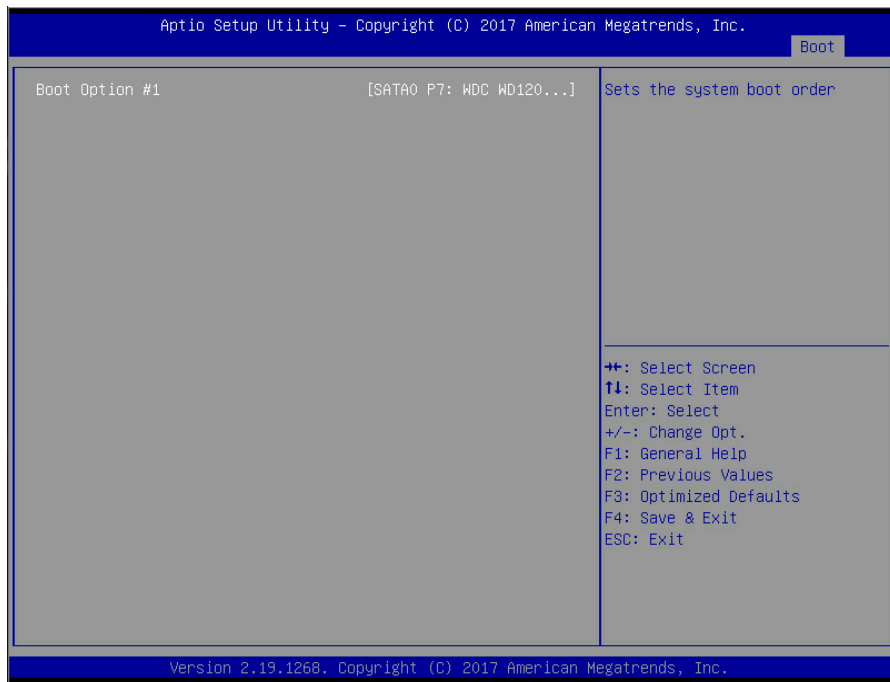 Aptio Setup Utility – Copyright (C) 2017 American Megatrends, Inc.
Boot
Boot Option #1 [SATA0 P7: WDC WD120...]
Sets the system boot order
→←: Select Screen
↑↓: Select Item
Enter: Select
+/-: Change Opt.
F1: General Help
F2: Previous Values
F3: Optimized Defaults
F4: Save & Exit
ESC: Exit
Version 2.19.1268. Copyright (C) 2017 American Megatrends, Inc.